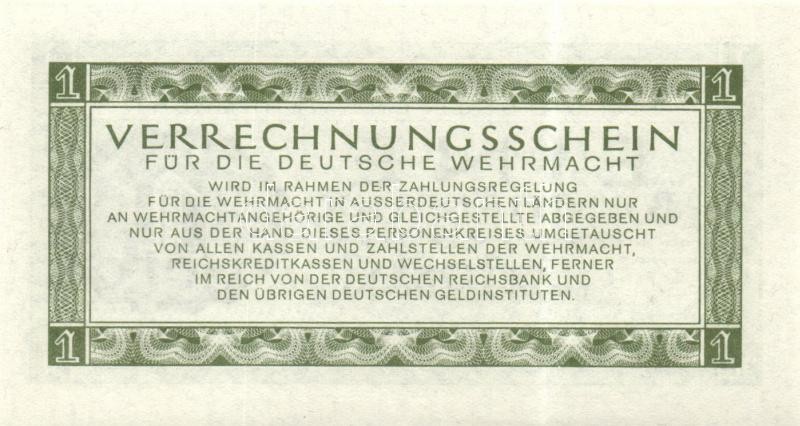 1 1
VERRECHNUNGSSCHEIN
FÜR DIE DEUTSCHE WEHRMACHT
WIRD IM RAHMEN DER ZAHLUNGSREGELUNG
FÜR DIE WEHRMACHT IN AUSSERDEUTSCHEN LÄNDERN NUR
AN WEHRMACHTANGEHÖRIGE UND GLEICHGESTELLTE ABGEGEBEN UND
NUR AUS DER HAND DIESES PERSONENKREISES UMGETAUSCHT
VON ALLEN KASSEN UND ZAHLSTELLEN DER WEHRMACHT,
REICHSKREDITKASSEN UND WECHSELSTELLEN, FERNER
IM REICH VON DER DEUTSCHEN REICHSBANK UND
DEN ÜBRIGEN DEUTSCHEN GELDINSTITUTEN.
1 1